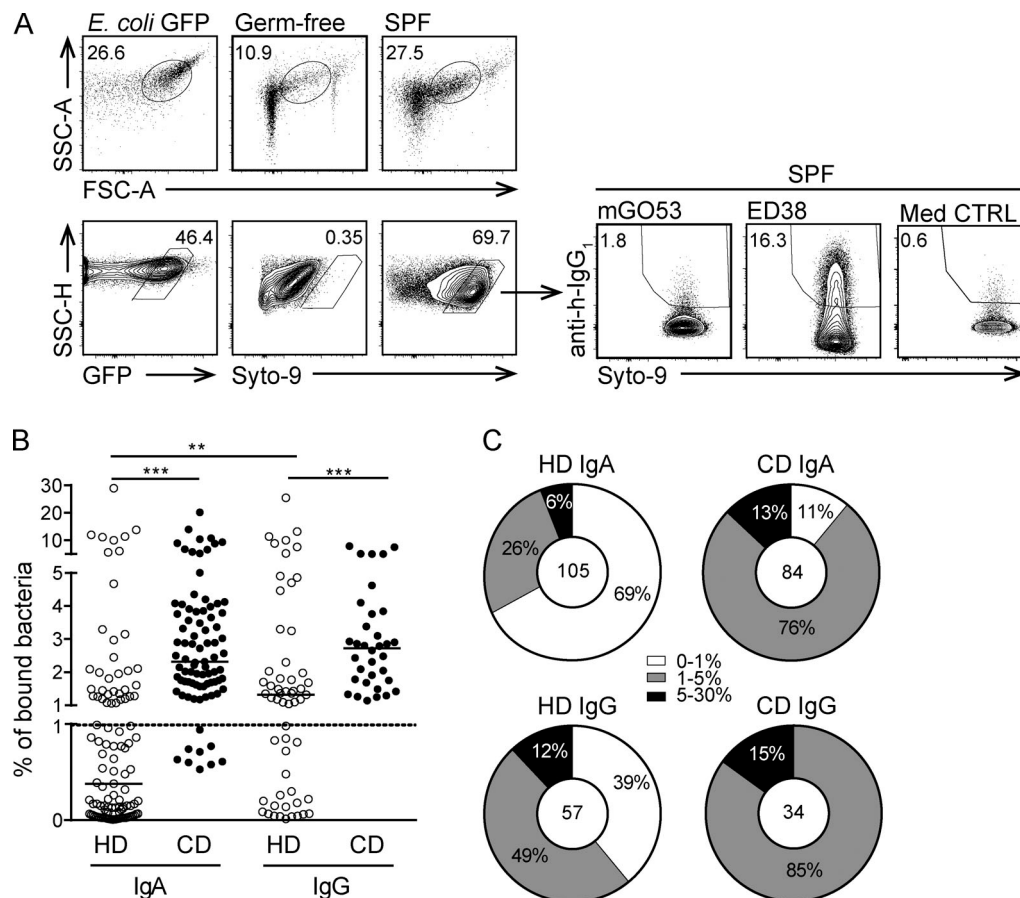 A
E. coli GFP
Germ-free
SPF
26.6
10.9
27.5
SSC-A
FSC-A
46.4
0.35
69.7
SSC-H
GFP
Syto-9
SPF
mGO53
ED38
Med CTRL
1.8
16.3
0.6
anti-h-IgG1
Syto-9
B
**
***
***
% of bound bacteria
30
20
10
5
4
3
2
1
1
0
HD
CD
HD
CD
IgA
IgG
C
HD IgA
6%
26%
105
69%
CD IgA
13%
11%
84
76%
0-1%
1-5%
5-30%
HD IgG
12%
39%
57
49%
CD IgG
15%
34
85%